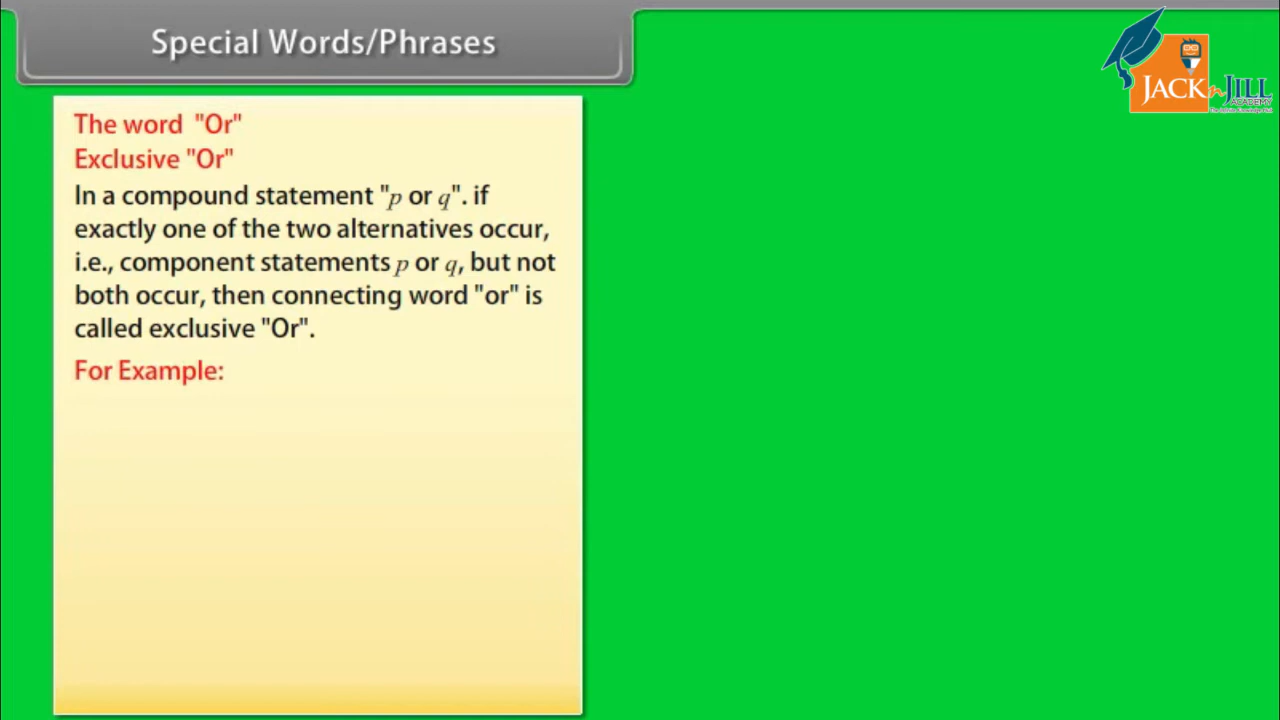 Special Words/Phrases
JACK n JILL
ACADEMY
The word "Or"
Exclusive "Or"
In a compound statement "p or q". if
exactly one of the two alternatives occur,
i.e., component statements p or q, but not
both occur, then connecting word "or" is
called exclusive "Or".
For Example: